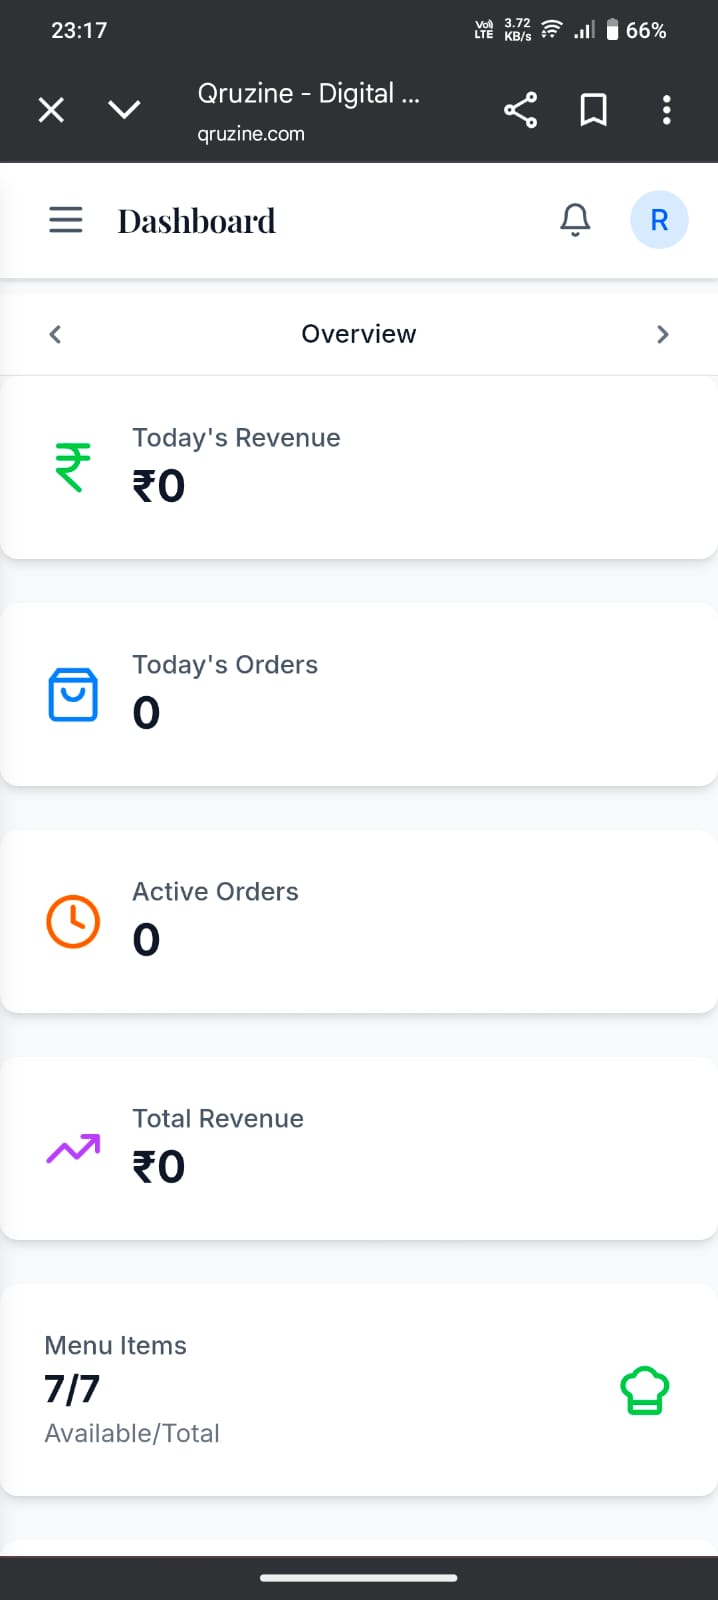 23:17
Vo) LTE 3.72 KB/s 66%
Qruzine - Digital ...
qruzine.com
Dashboard
R
Overview
Today's Revenue
₹0
Today's Orders
0
Active Orders
0
Total Revenue
₹0
Menu Items
7/7
Available/Total